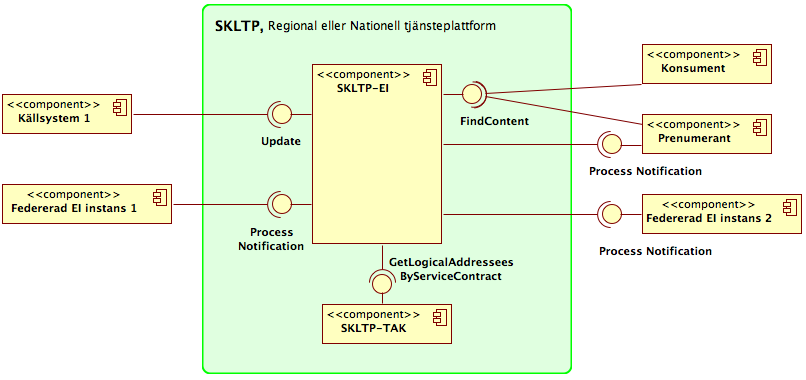 SKLTP, Regional eller Nationell tjänsteplattform
<<component>>
SKLTP-EI
<<component>>
Konsument
<<component>>
Källsystem 1
Update
FindContent
<<component>>
Prenumerant
Process Notification
<<component>>
Federerad EI instans 1
Process
Notification
<<component>>
Federerad EI instans 2
Process Notification
GetLogicalAddressees
ByServiceContract
<<component>>
SKLTP-TAK